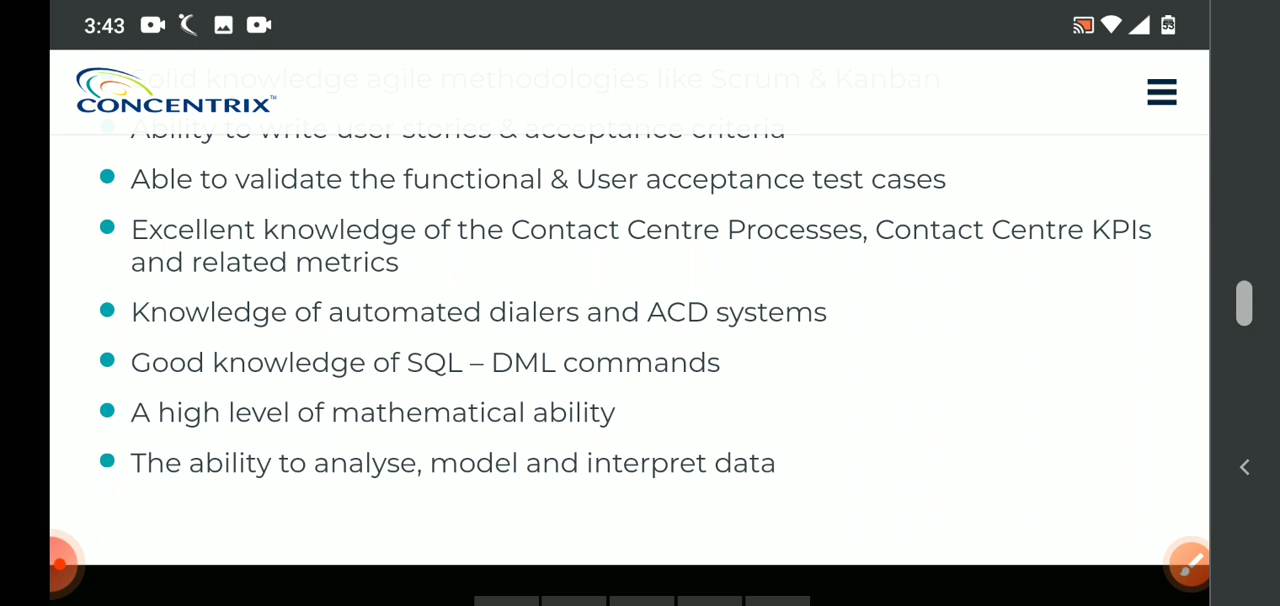 3:43
53
Solid knowledge agile methodologies like Scrum & Kanban
CONCENTRIX™
Ability to write user stories & acceptance criteria
Able to validate the functional & User acceptance test cases
Excellent knowledge of the Contact Centre Processes, Contact Centre KPIs
and related metrics
Knowledge of automated dialers and ACD systems
Good knowledge of SQL – DML commands
A high level of mathematical ability
The ability to analyse, model and interpret data